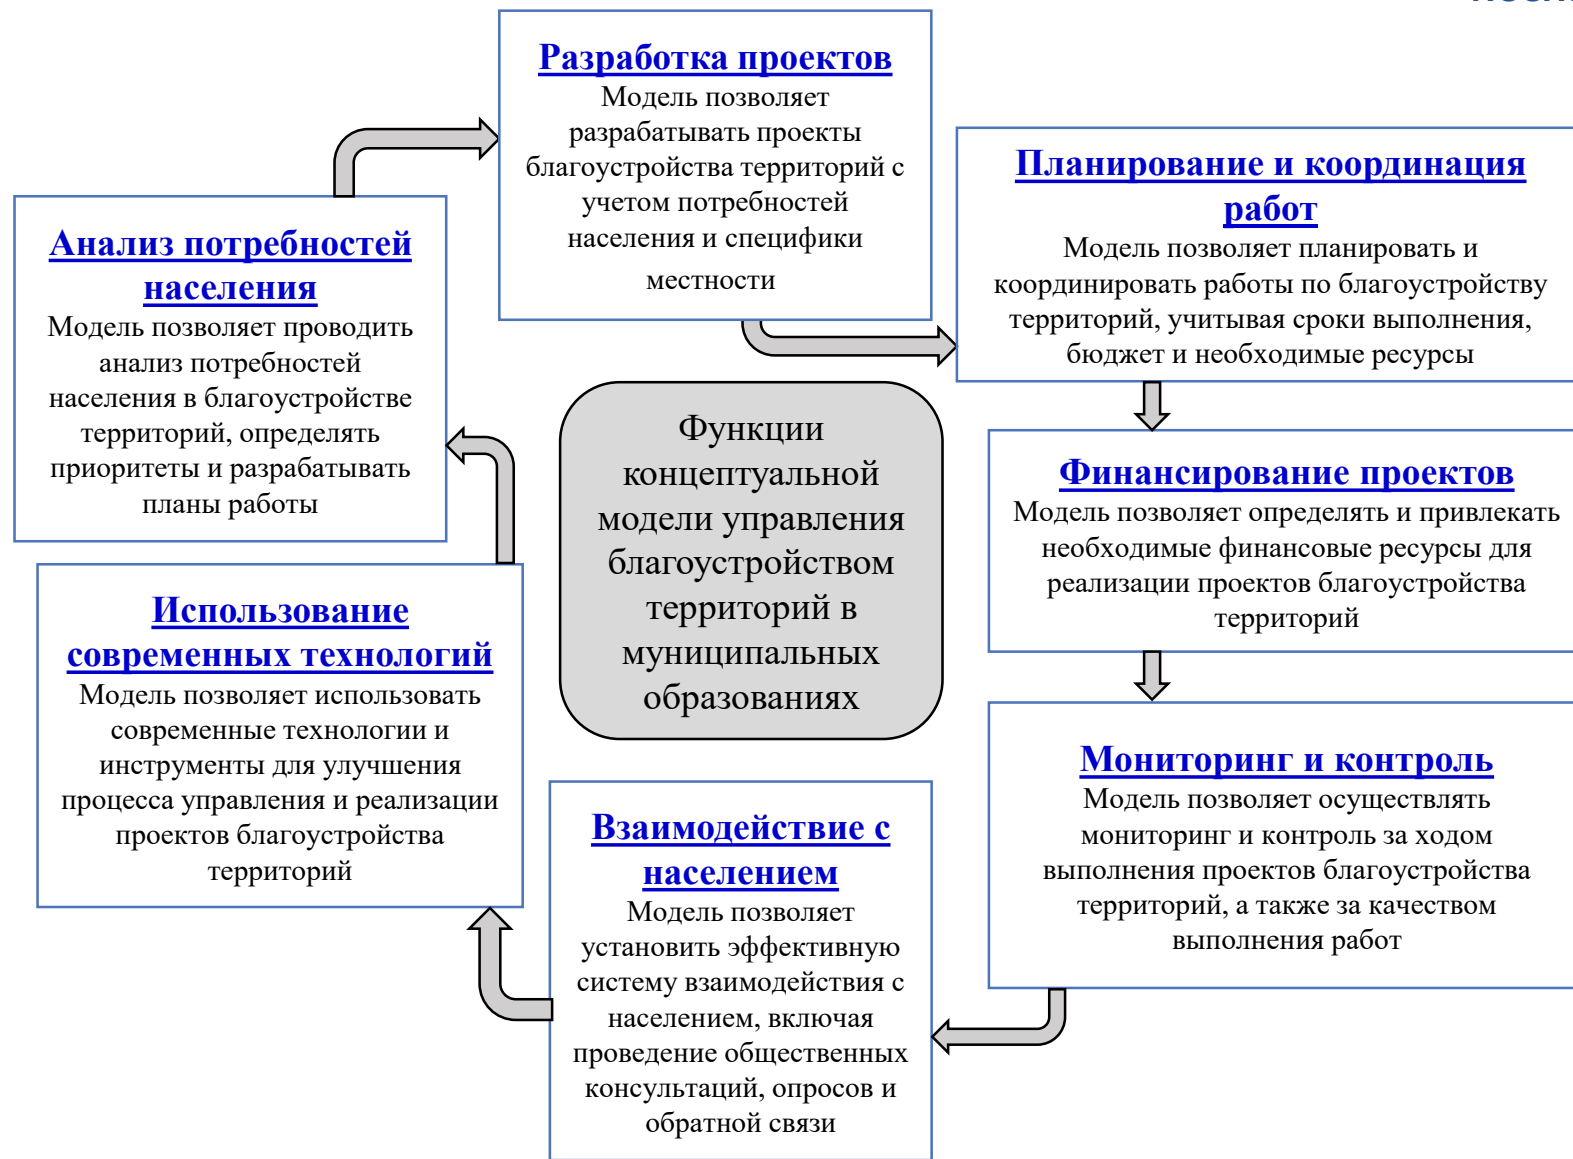 Разработка проектов
Модель позволяет
разрабатывать проекты
благоустройства территорий с
учетом потребностей
населения и специфики
местности
Планирование и координация
работ
Модель позволяет планировать и
координировать работы по благоустройству
территорий, учитывая сроки выполнения,
бюджет и необходимые ресурсы
Финансирование проектов
Модель позволяет определять и привлекать
необходимые финансовые ресурсы для
реализации проектов благоустройства
территорий
Мониторинг и контроль
Модель позволяет осуществлять
мониторинг и контроль за ходом
выполнения проектов благоустройства
территорий, а также за качеством
выполнения работ
Взаимодействие с
населением
Модель позволяет
установить эффективную
систему взаимодействия с
населением, включая
проведение общественных
консультаций, опросов и
обратной связи
Использование
современных технологий
Модель позволяет использовать
современные технологии и
инструменты для улучшения
процесса управления и реализации
проектов благоустройства
территорий
Анализ потребностей
населения
Модель позволяет проводить
анализ потребностей
населения в благоустройстве
территорий, определять
приоритеты и разрабатывать
планы работы
Функции
концептуальной
модели управления
благоустройством
территорий в
муниципальных
образованиях